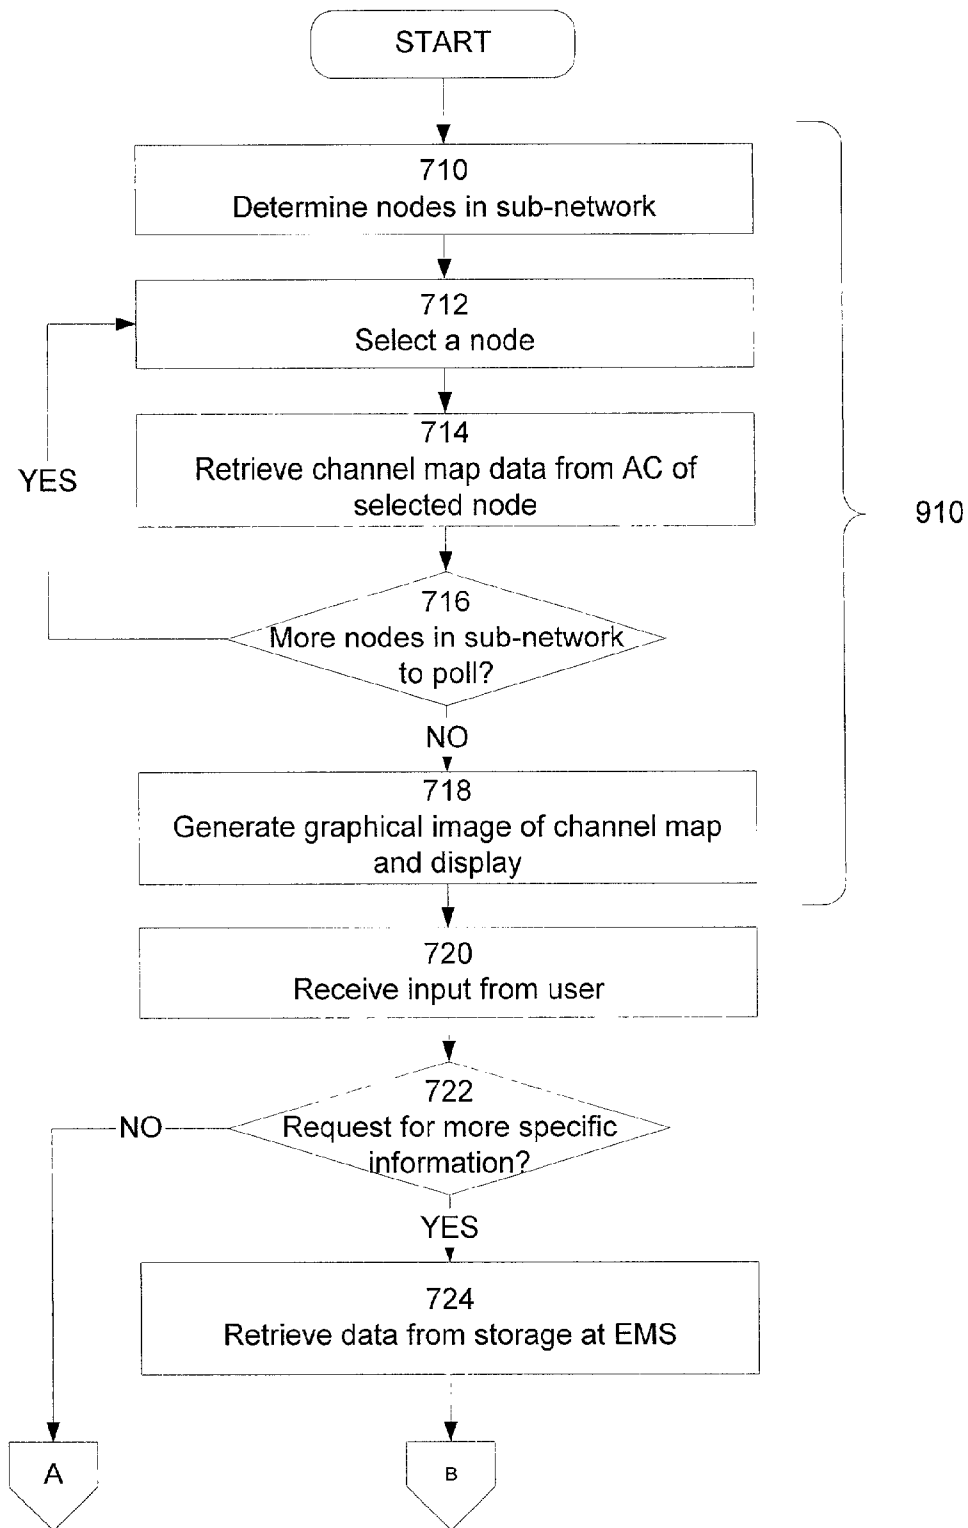 START
710
Determine nodes in sub-network
712
Select a node
714
Retrieve channel map data from AC of
selected node
YES
910
716
More nodes in sub-network
to poll?
NO
718
Generate graphical image of channel map
and display
720
Receive input from user
722
Request for more specific
information?
NO
YES
724
Retrieve data from storage at EMS
A
B